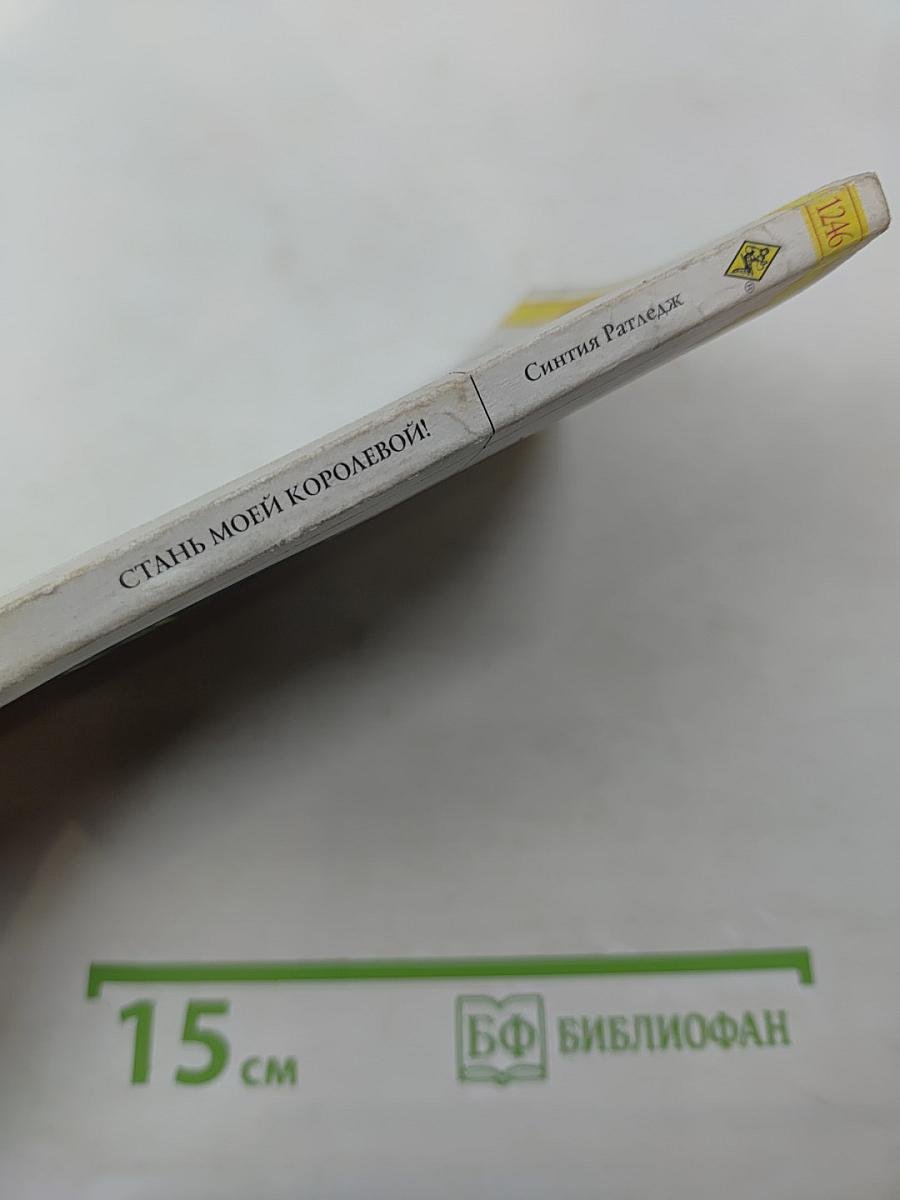 1246
®
Синтия Ратледж
СТАНЬ МОЕЙ КОРОЛЕВОЙ!
15 см
БФ БИБЛИОФАН